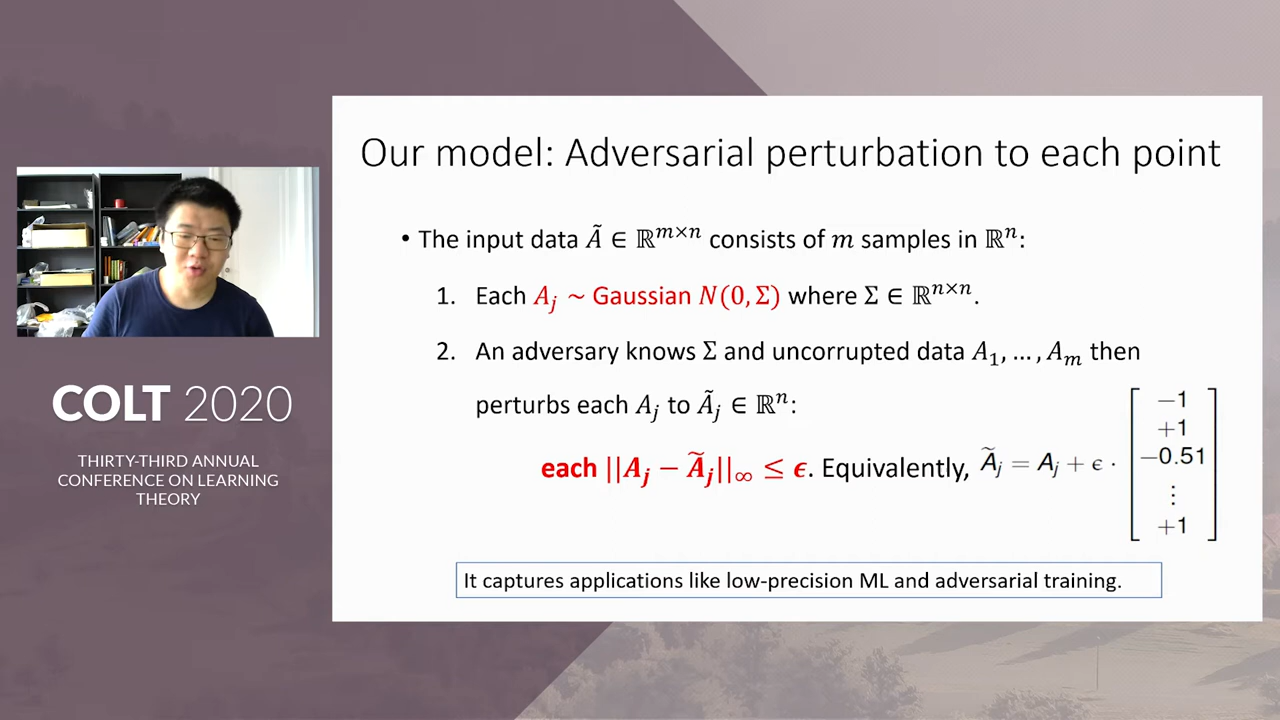 Our model: Adversarial perturbation to each point
• The input data Ã ∈ ℝ^{m×n} consists of m samples in ℝ^n:
1. Each A_j ~ Gaussian N(0, Σ) where Σ ∈ ℝ^{n×n}.
2. An adversary knows Σ and uncorrupted data A_1, … , A_m then
perturbs each A_j to Ã_j ∈ ℝ^n:
each ||A_j − Ã_j||_∞ ≤ ϵ. Equivertly, Ã_j = A_j + ϵ ·
−1
+1
−0.51
⋮
+1
It captures applications like low-precision ML and adversarial training.
COLT 2020
THIRTY-THIRD ANNUAL
CONFERENCE ON LEARNING
THEORY